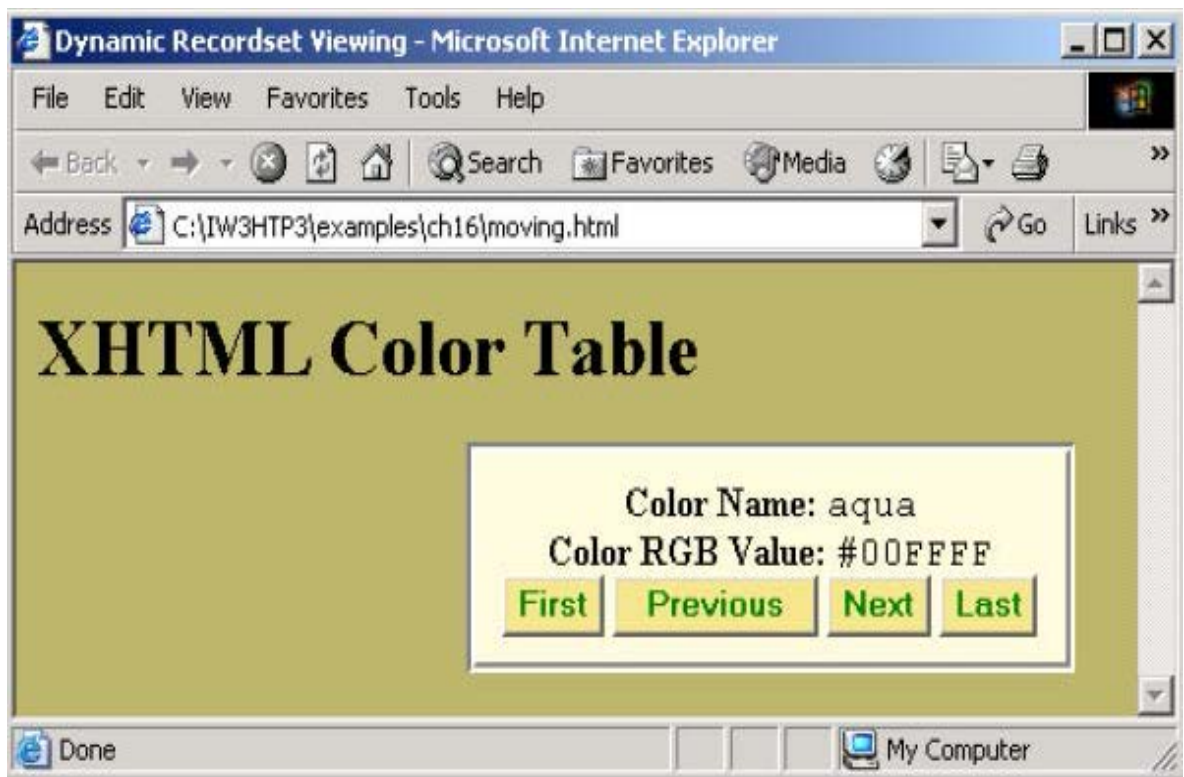 Dynamic Recordset Viewing - Microsoft Internet Explorer
File Edit View Favorites Tools Help
Back Search Favorites Media »
Address C:\IW3HTP3\examples\ch16\moving.html Go Links »
XHTML Color Table
Color Name: aqua
Color RGB Value: #00FFFF
First Previous Next Last
Done My Computer